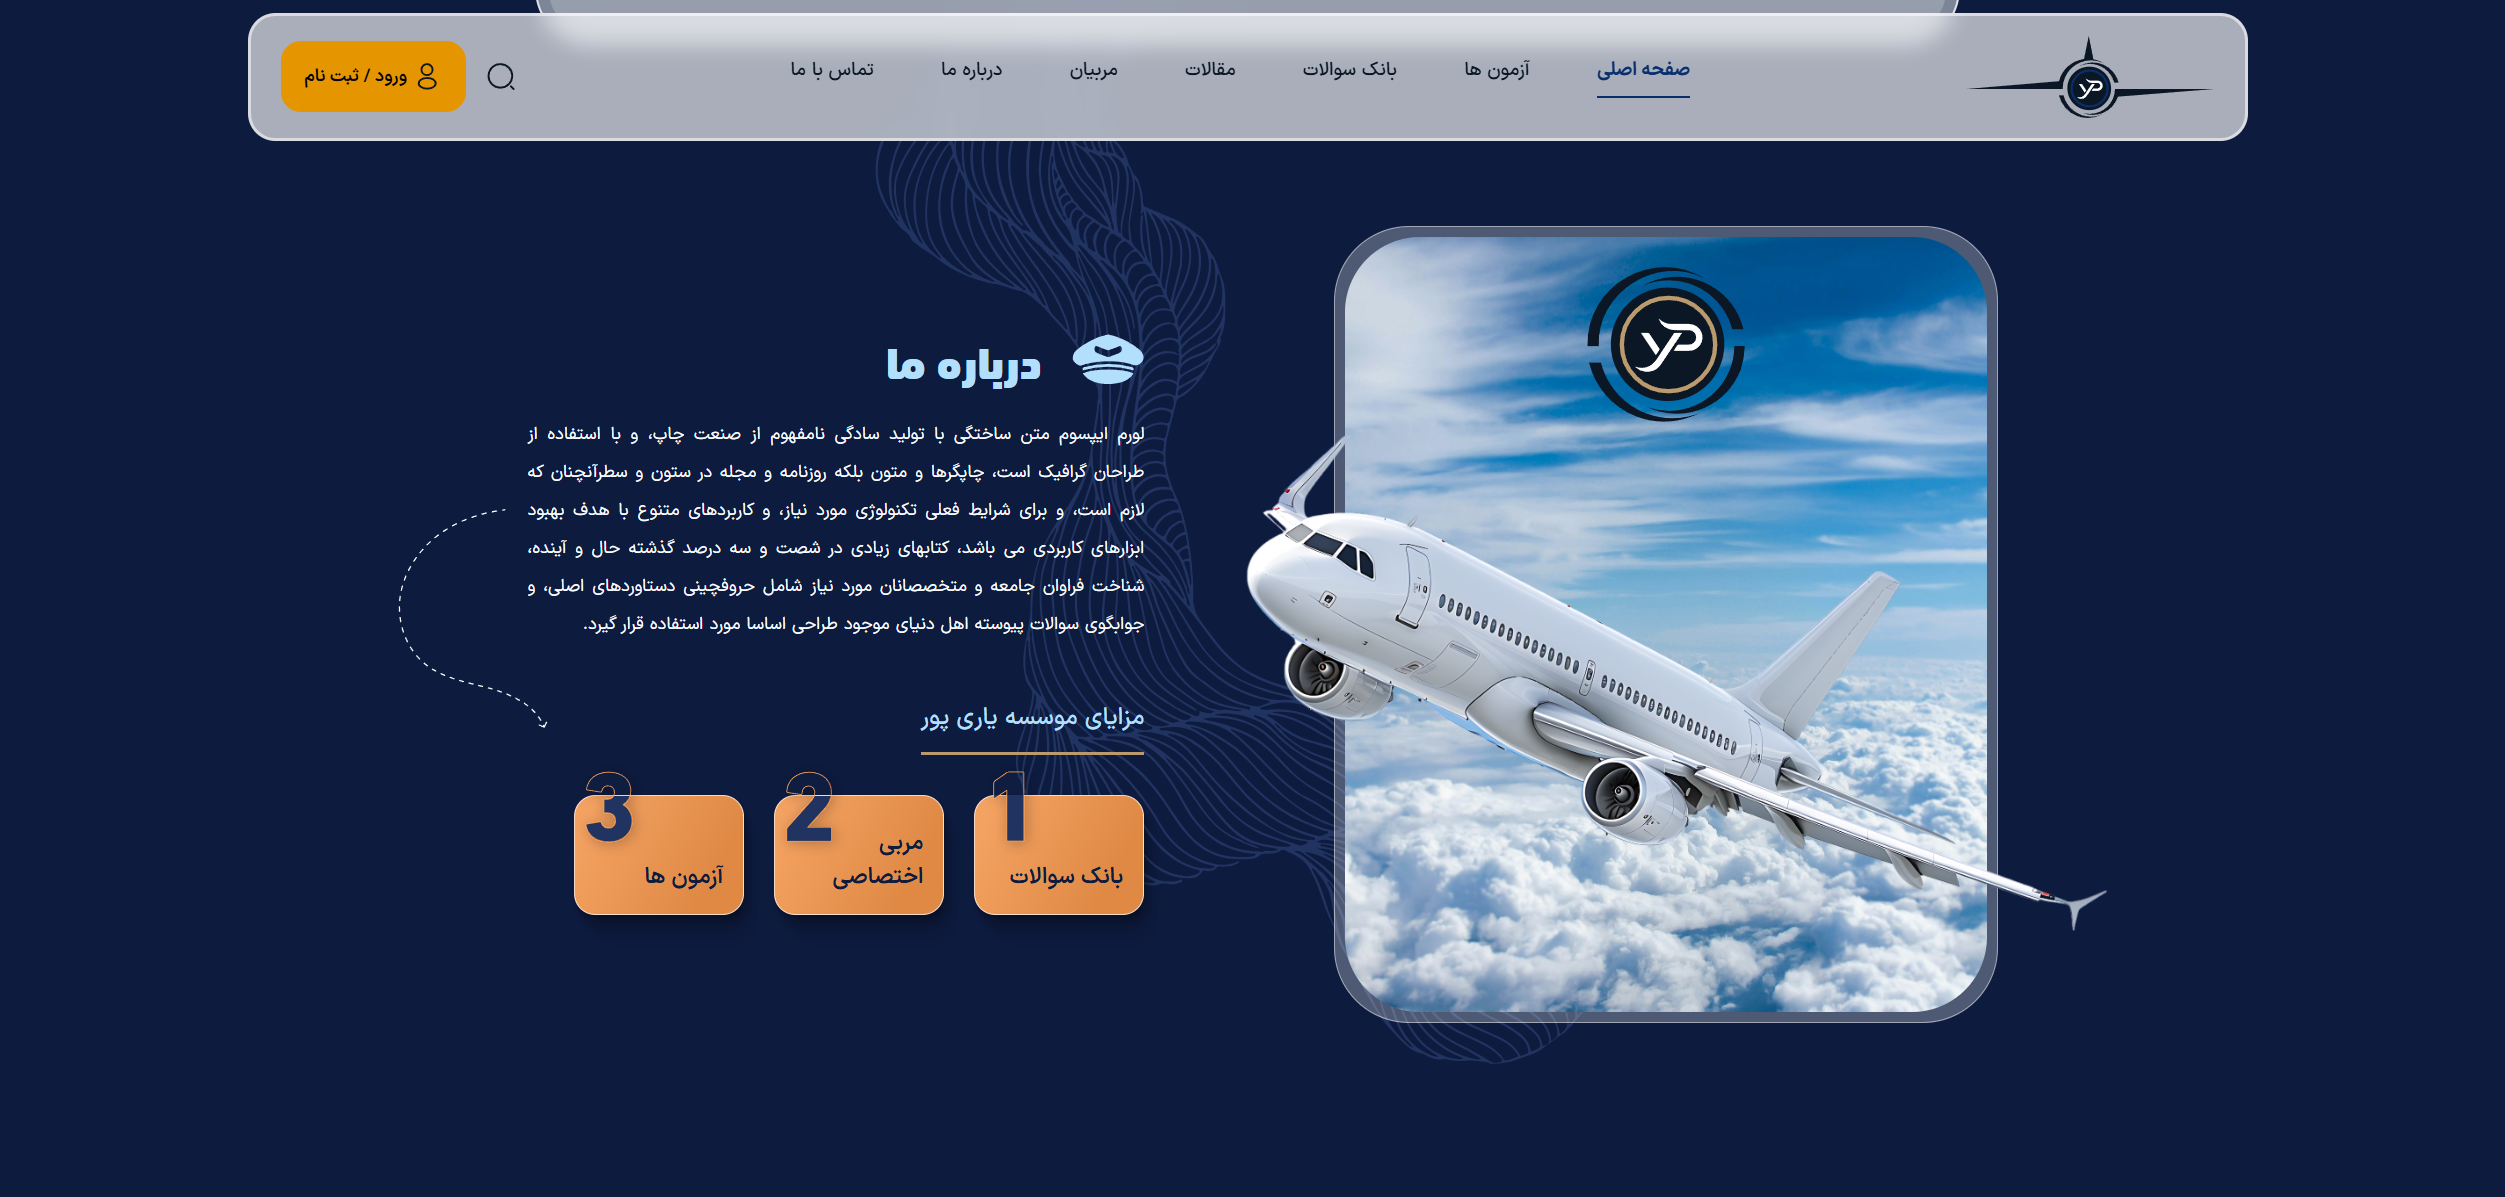 صفحه اصلی
آزمون ها
بانک سوالات
مقالات
مربیان
درباره ما
تماس با ما
ورود / ثبت نام
YP
YP
درباره ما
لورم ایپسوم متن ساختگی با تولید سادگی نامفهوم از صنعت چاپ، و با استفاده از
طراحان گرافیک است، چاپگرها و متون بلکه روزنامه و مجله در ستون و سطرآنچنان که
لازم است، و برای شرایط فعلی تکنولوژی مورد نیاز، و کاربردهای متنوع با هدف بهبود
ابزارهای کاربردی می باشد، کتابهای زیادی در شصت و سه درصد گذشته حال و آینده،
شناخت فراوان جامعه و متخصصانان مورد نیاز شامل حروفچینی دستاوردهای اصلی، و
جوابگوی سوالات پیوسته اهل دنیای موجود طراحی اساسا مورد استفاده قرار گیرد.
مزایای موسسه یاری پور
1
بانک سوالات
2
مربی
اختصاصی
3
آزمون ها